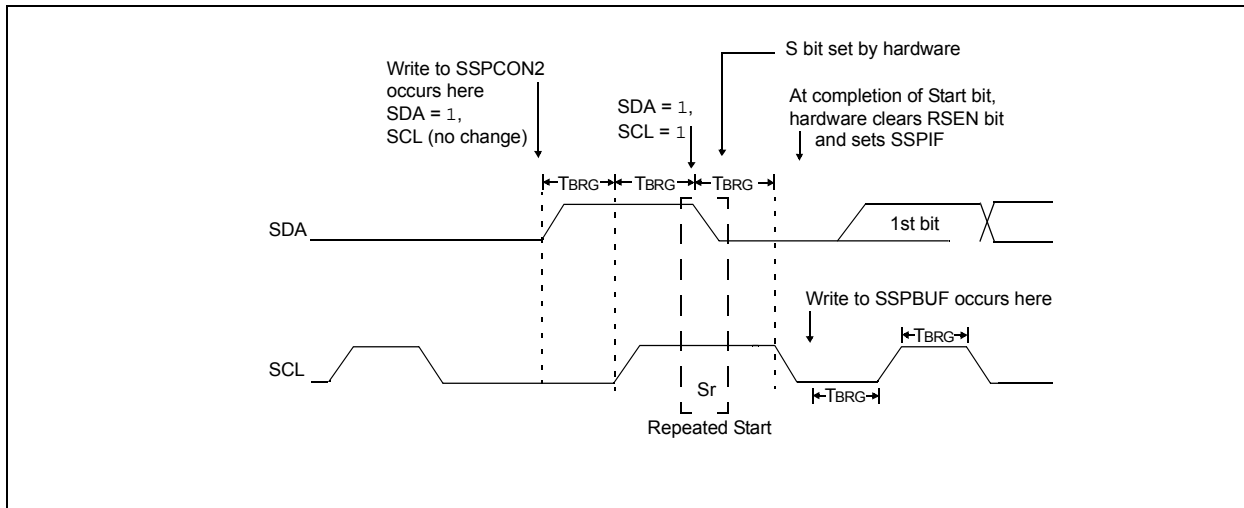 S bit set by hardware
Write to SSPCON2
occurs here
SDA = 1,
SCL (no change)
SDA = 1,
SCL = 1
At completion of Start bit,
hardware clears RSEN bit
and sets SSPIF
TBRG TBRG TBRG
SDA
1st bit
Write to SSPBUF occurs here
TBRG
SCL
Sr
TBRG
Repeated Start